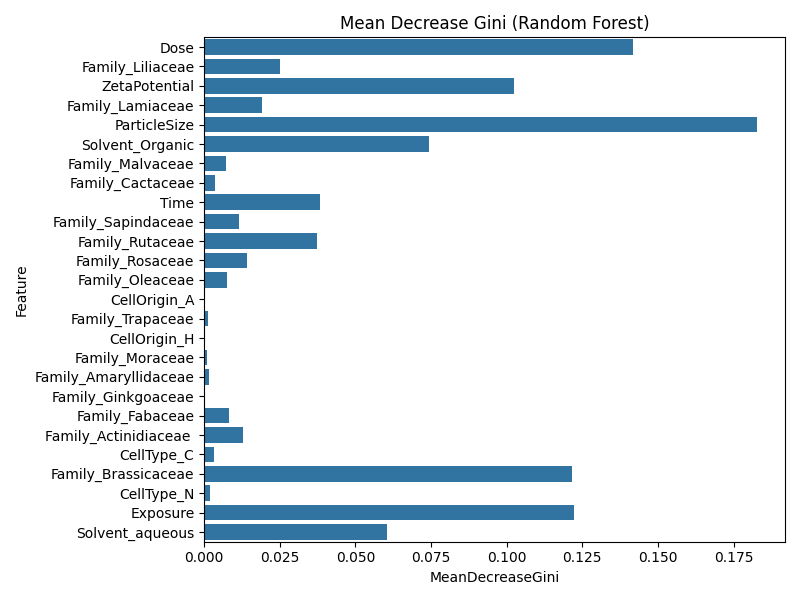 Mean Decrease Gini (Random Forest)
Feature
Dose
Family_Liliaceae
ZetaPotential
Family_Lamiaceae
ParticleSize
Solvent_Organic
Family_Malvaceae
Family_Cactaceae
Time
Family_Sapindaceae
Family_Rutaceae
Family_Rosaceae
Family_Oleaceae
CellOrigin_A
Family_Trapaceae
CellOrigin_H
Family_Moraceae
Family_Amaryllidaceae
Family_Ginkgoaceae
Family_Fabaceae
Family_Actinidiaceae
CellType_C
Family_Brassicaceae
CellType_N
Exposure
Solvent_aqueous
0.000 0.025 0.050 0.075 0.100 0.125 0.150 0.175
MeanDecreaseGini